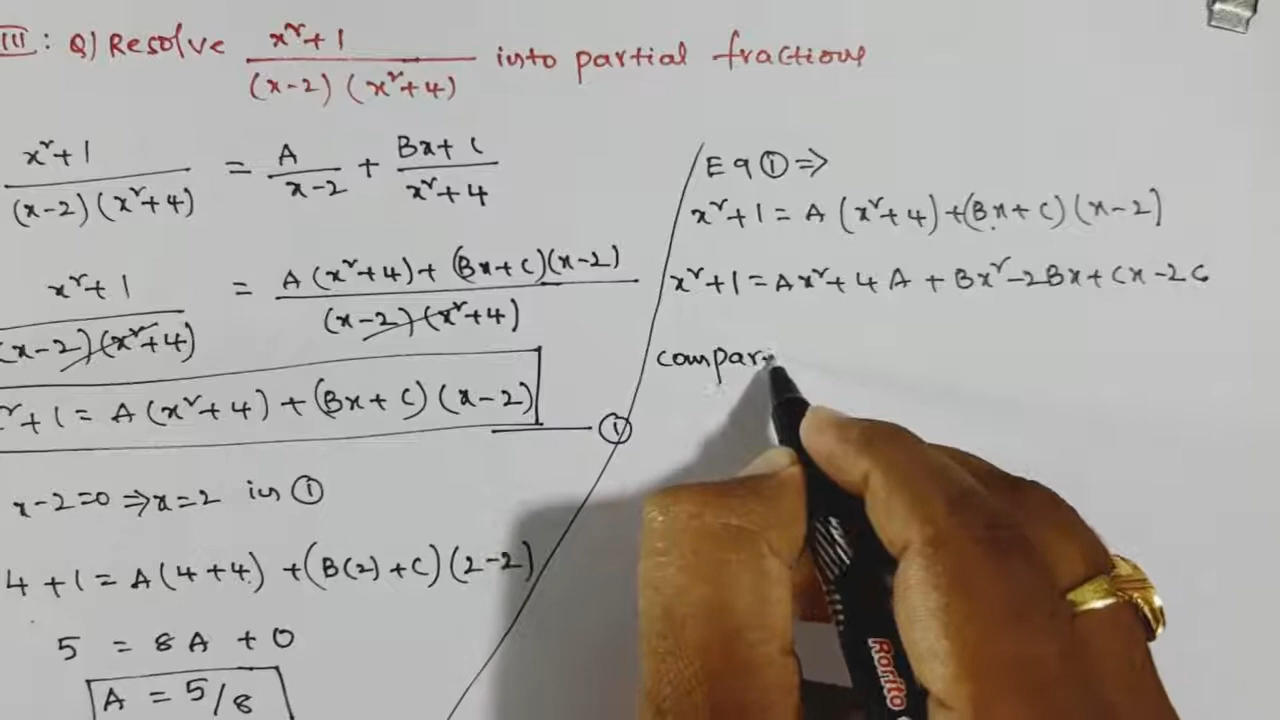 III: Q) Resolve x²+1 / (x-2) (x²+4) into partial fractions
x²+1 / (x-2) (x²+4) = A / x-2 + Bx+C / x²+4
x²+1 / (x-2) (x²+4) = A (x²+4) + (Bx+C)(x-2) / (x-2) (x²+4)
x²+1 = A(x²+4) + (Bx+C) (x-2) ①
x-2=0 ⇒ x=2 in ①
4+1 = A(4+4) + (B(2)+C) (2-2)
5 = 8A + 0
A = 5/8
Eq ① ⇒
x²+1 = A (x²+4) + (Bx+C) (x-2)
x²+1 = Ax²+4A + Bx²-2Bx+Cx-2C
compar
Rorito